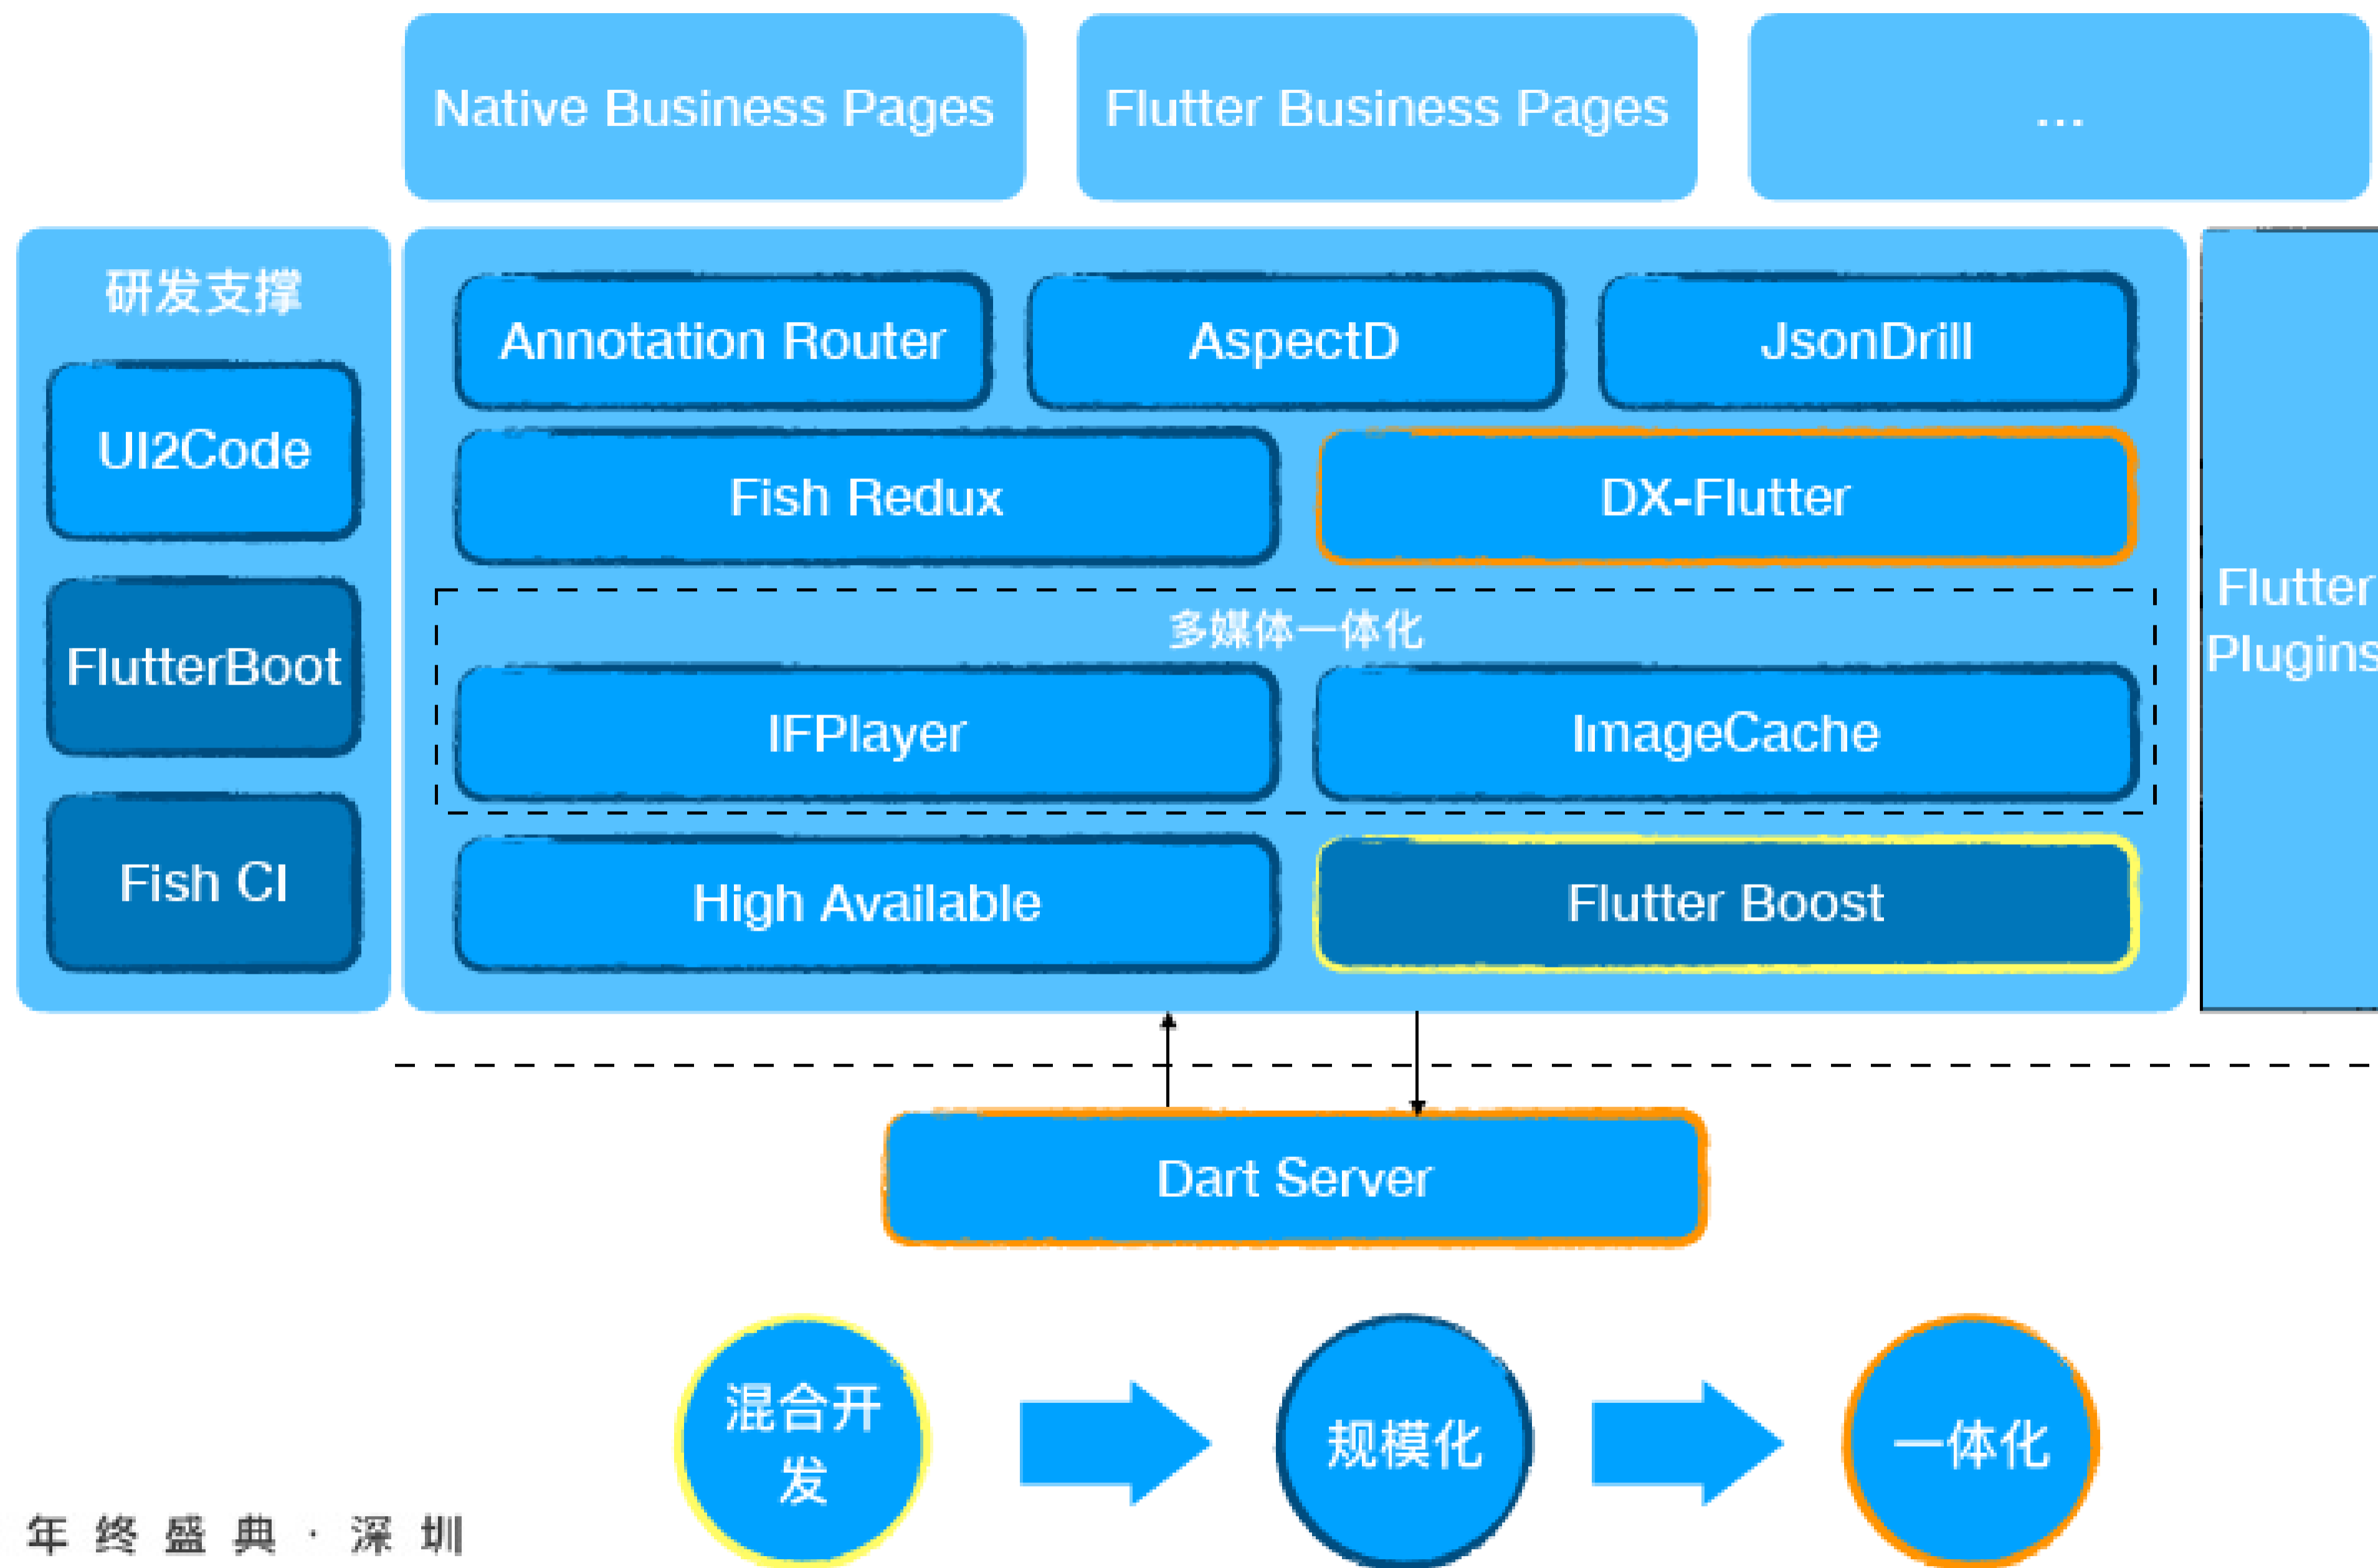 Native Business Pages
Flutter Business Pages
...
研发支撑
UI2Code
FlutterBoot
Fish CI
Annotation Router
AspectD
JsonDrill
Fish Redux
DX-Flutter
多媒体一体化
IFPlayer
ImageCache
High Available
Flutter Boost
Flutter
Plugins
Dart Server
混合开
发
规模化
一体化
年终盛典·深圳